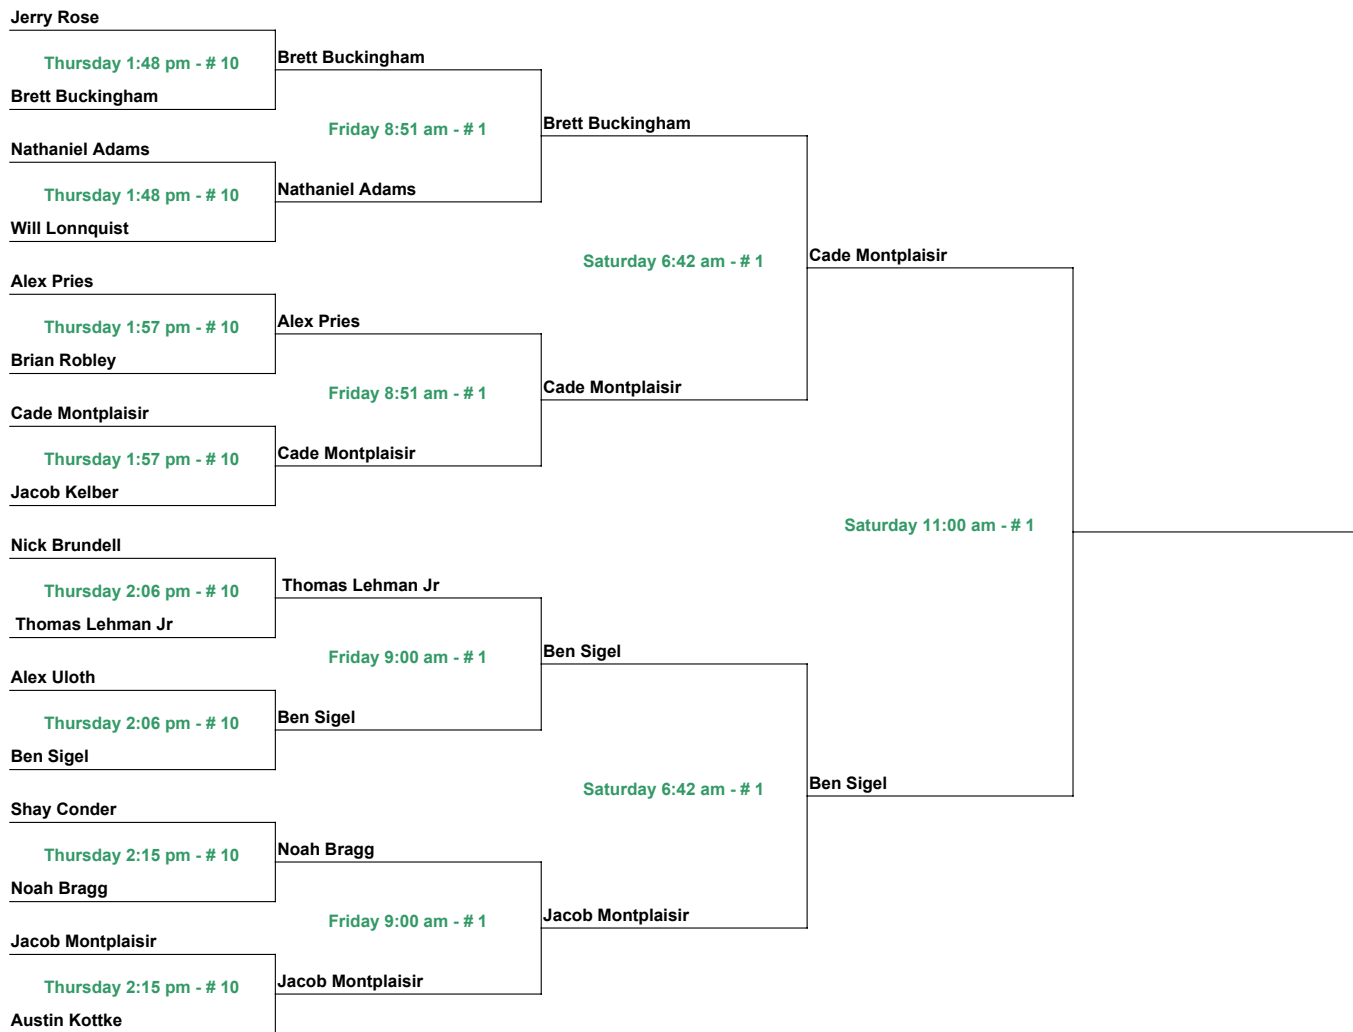 Jerry Rose
Thursday 1:48 pm - # 10
Brett Buckingham
Brett Buckingham
Friday 8:51 am - # 1
Brett Buckingham
Nathaniel Adams
Thursday 1:48 pm - # 10
Nathaniel Adams
Will Lonnquist
Saturday 6:42 am - # 1
Cade Montplaisir
Alex Pries
Thursday 1:57 pm - # 10
Alex Pries
Brian Robley
Friday 8:51 am - # 1
Cade Montplaisir
Cade Montplaisir
Thursday 1:57 pm - # 10
Cade Montplaisir
Jacob Kelber
Saturday 11:00 am - # 1
Nick Brundell
Thursday 2:06 pm - # 10
Thomas Lehman Jr
Thomas Lehman Jr
Friday 9:00 am - # 1
Ben Sigel
Alex Uloth
Thursday 2:06 pm - # 10
Ben Sigel
Ben Sigel
Saturday 6:42 am - # 1
Ben Sigel
Shay Conder
Thursday 2:15 pm - # 10
Noah Bragg
Noah Bragg
Friday 9:00 am - # 1
Jacob Montplaisir
Jacob Montplaisir
Thursday 2:15 pm - # 10
Jacob Montplaisir
Austin Kottke